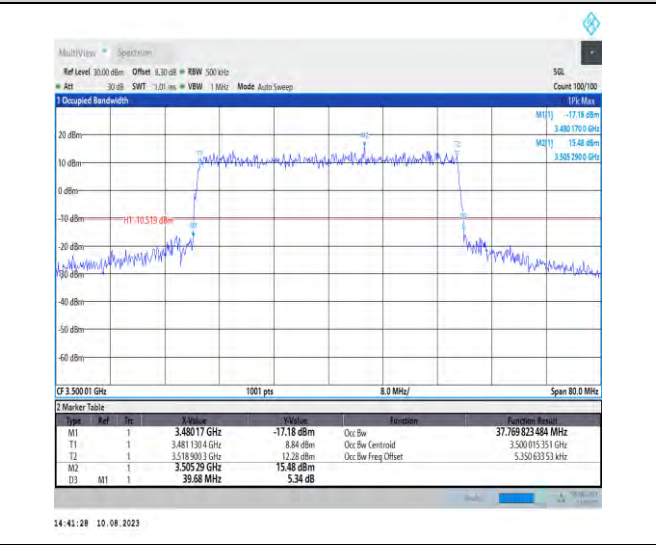 MultiView Spectrum
Ref Level 30.00 dBm Offset 8.30 dB RBW 500 kHz SGL
Att 30 dB SWT 1.01 ms VBW 1 MHz Mode Auto Sweep Count 100/100
1 Occupied Bandwidth 1Pk Max
M1[1] -17.18 dBm
3.480 170 0 GHz
M2[1] 15.48 dBm
3.505 290 0 GHz
20 dBm
M2
T1
10 dBm
0 dBm
-10 dBm
H1 -10.519 dBm
-20 dBm
-30 dBm
-40 dBm
-50 dBm
-60 dBm
CF 3.500 01 GHz 1001 pts 8.0 MHz/ Span 80.0 MHz
2 Marker Table
Type Ref Trc X-Value Y-Value Function Function Result
M1 1 3.480 17 GHz -17.18 dBm Occ Bw 37.769 823 484 MHz
T1 1 3.481 130 4 GHz 8.84 dBm Occ Bw Centroid 3.500 015 351 GHz
T2 1 3.518 900 3 GHz 12.28 dBm Occ Bw Freq Offset 5.350 633 53 kHz
M2 1 3.505 29 GHz 15.48 dBm
D3 M1 1 39.68 MHz 5.34 dB
14:41:28 10.08.2023